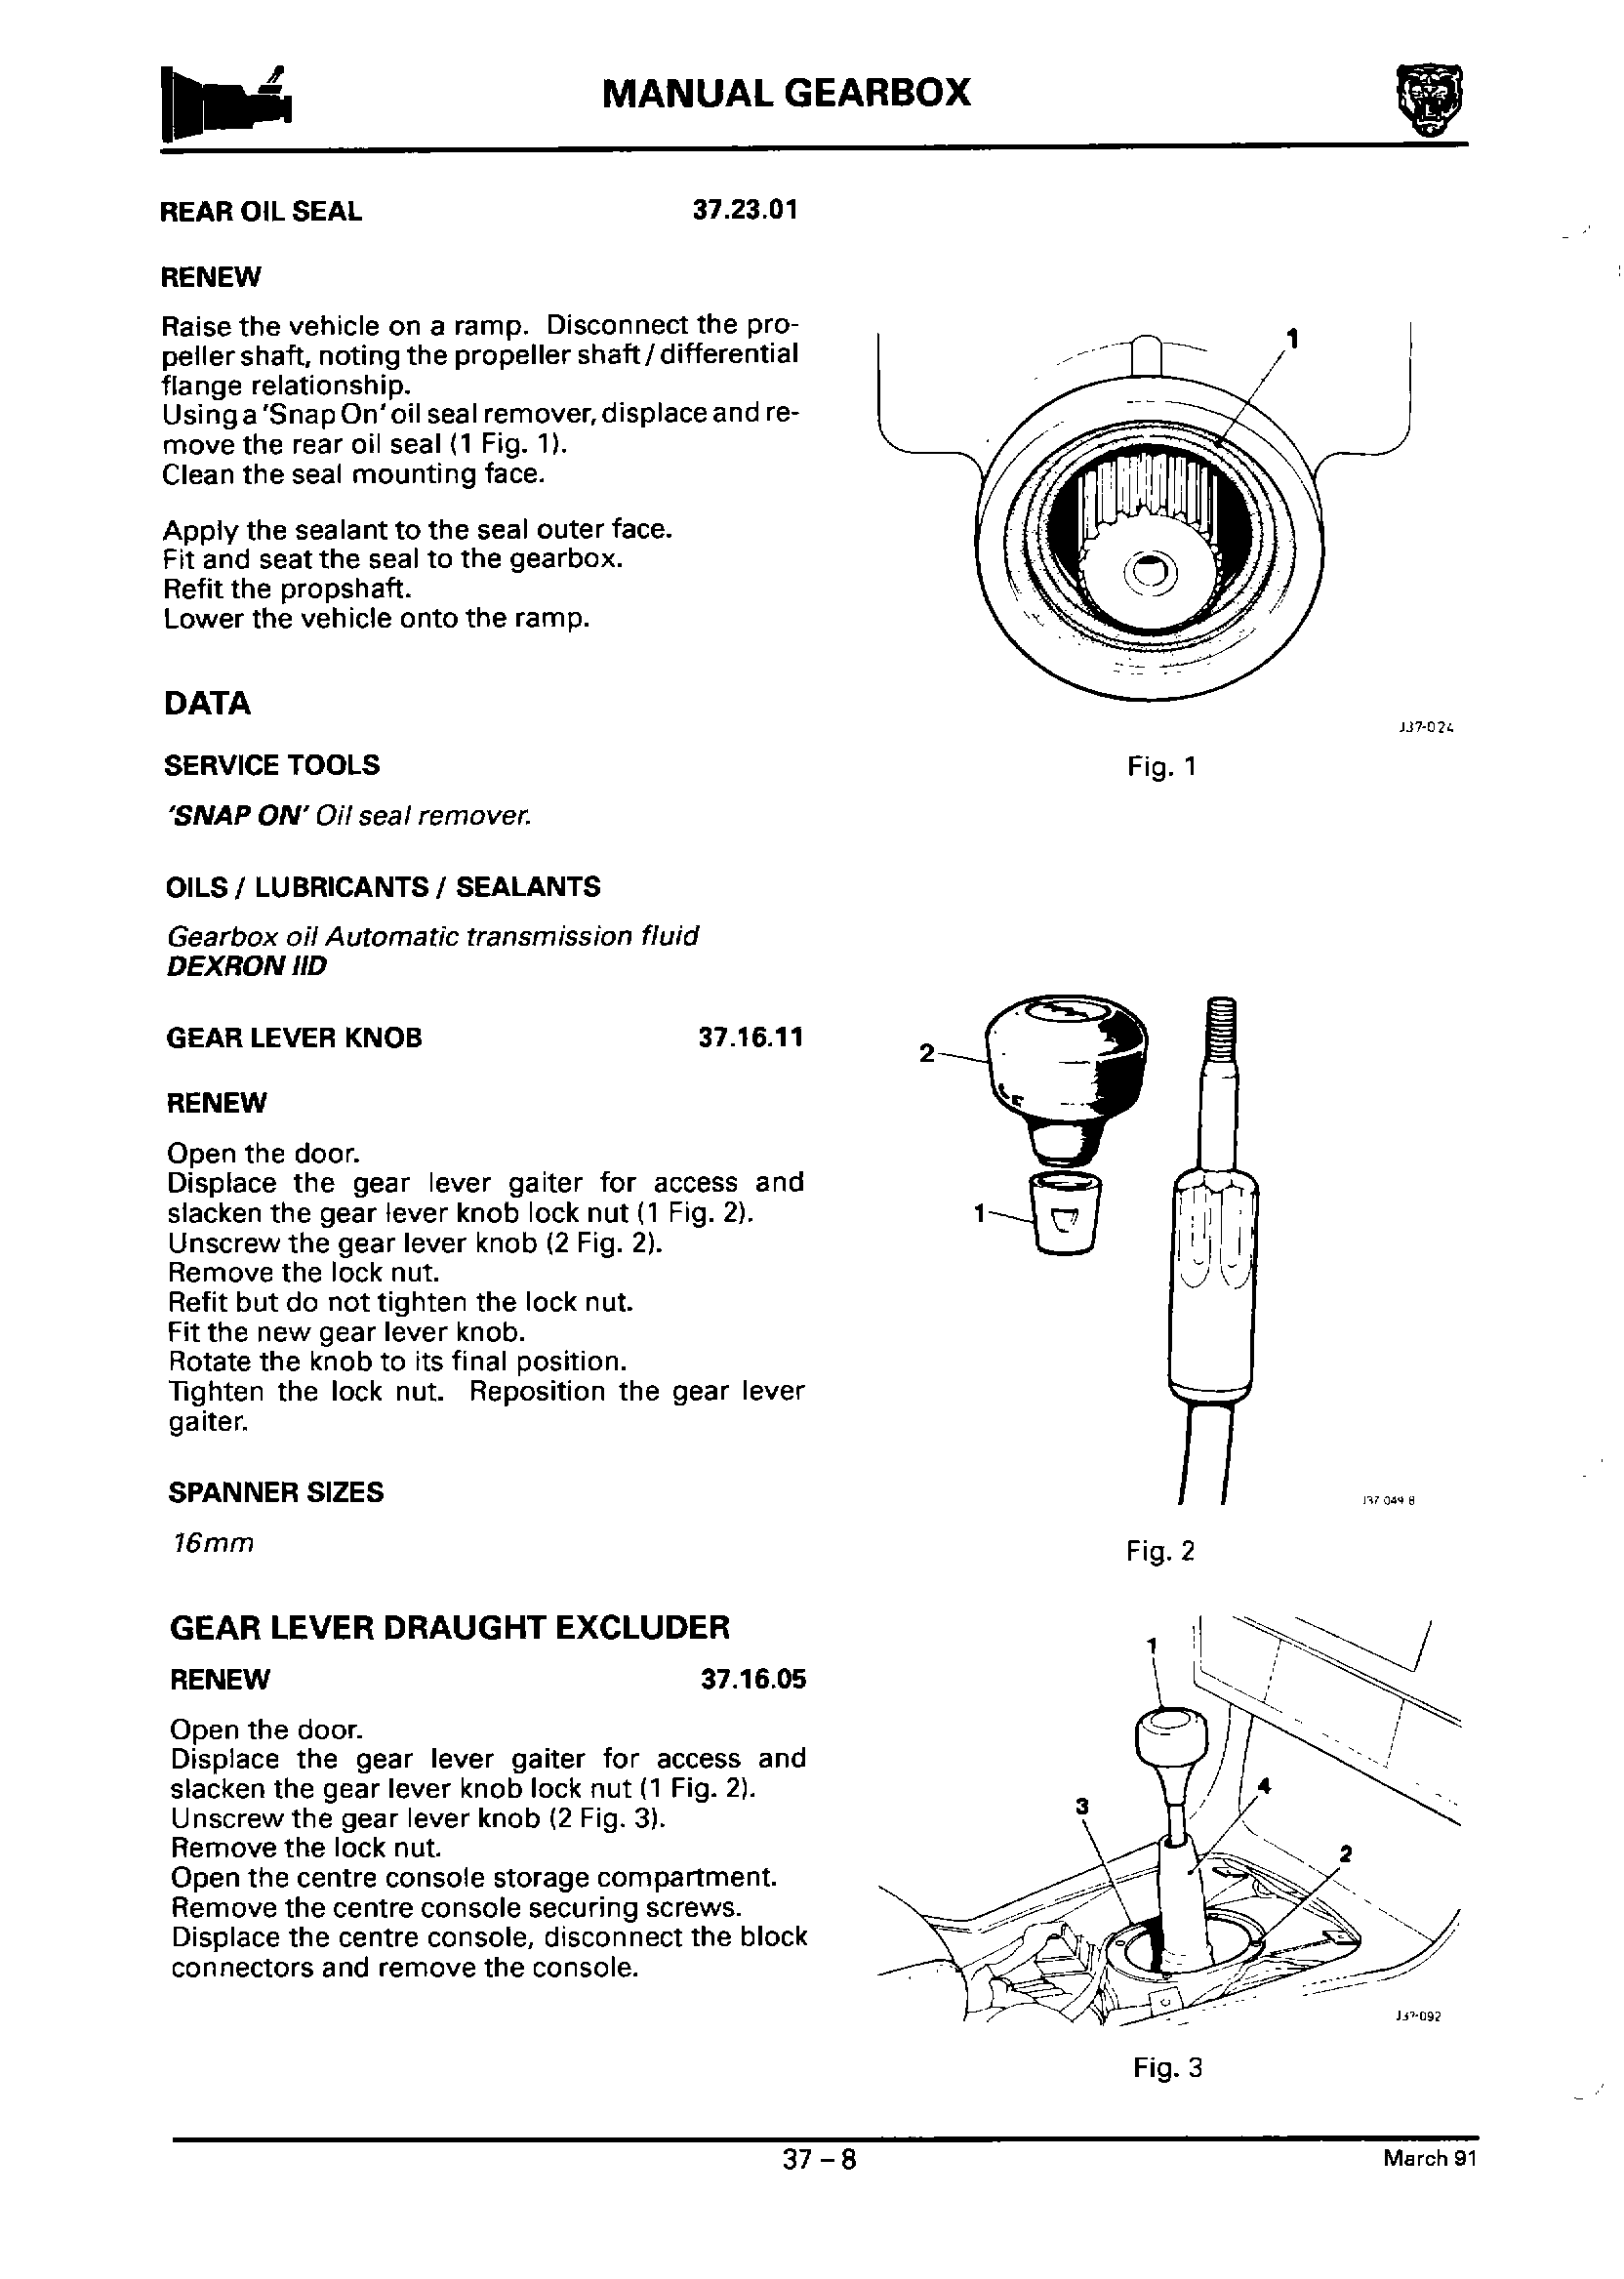 MANUAL GEARBOX
REAR OIL SEAL 37.23.01
RENEW
Raise the vehicle on a ramp. Disconnect the pro-
peller shaft, noting the propeller shaft / differential
flange relationship.
Using a 'Snap On' oil seal remover, displace and re-
move the rear oil seal (1 Fig. 1).
Clean the seal mounting face.
Apply the sealant to the seal outer face.
Fit and seat the seal to the gearbox.
Refit the propshaft.
Lower the vehicle onto the ramp.
DATA
SERVICE TOOLS
'SNAP ON' Oil seal remover.
OILS / LUBRICANTS / SEALANTS
Gearbox oil Automatic transmission fluid
DEXRON IID
1
J37-024
Fig. 1
GEAR LEVER KNOB 37.16.11
RENEW
Open the door.
Displace the gear lever gaiter for access and
slacken the gear lever knob lock nut (1 Fig. 2).
Unscrew the gear lever knob (2 Fig. 2).
Remove the lock nut.
Refit but do not tighten the lock nut.
Fit the new gear lever knob.
Rotate the knob to its final position.
Tighten the lock nut. Reposition the gear lever
gaiter.
SPANNER SIZES
16mm
2
1
J37 049 B
Fig. 2
GEAR LEVER DRAUGHT EXCLUDER
RENEW 37.16.05
Open the door.
Displace the gear lever gaiter for access and
slacken the gear lever knob lock nut (1 Fig. 2).
Unscrew the gear lever knob (2 Fig. 3).
Remove the lock nut.
Open the centre console storage compartment.
Remove the centre console securing screws.
Displace the centre console, disconnect the block
connectors and remove the console.
1
4
3
2
J37-092
Fig. 3
37 – 8
March 91